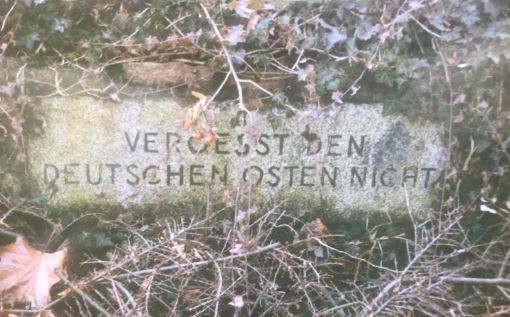 VERGESST DEN
DEUTSCHEN OSTEN NICHT